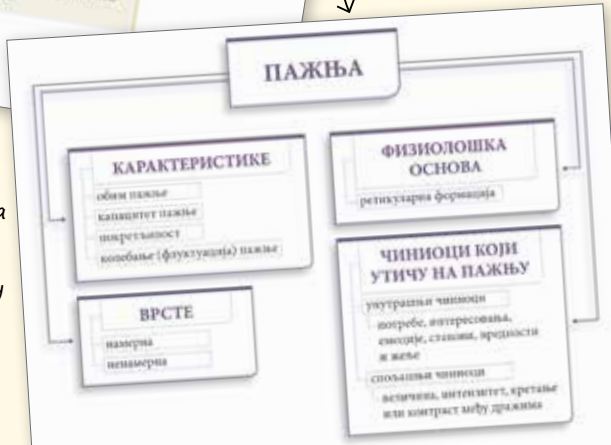 ПАЖЊА
КАРАКТЕРИСТИКЕ
обим пажње
капацитет пажње
покретљивост
колебање (флуктуација) пажње
ВРСТЕ
намерна
ненамерна
ФИЗИОЛОШКА
ОСНОВА
ретикуларна формација
ЧИНИОЦИ КОЈИ
УТИЧУ НА ПАЖЊУ
унутрашњи чиниоци
потребе, интересовања,
емоције, ставови, вредности
и жеље
спољашњи чиниоци
величина, интензитет, кретање
или контраст међу дражима
а
у